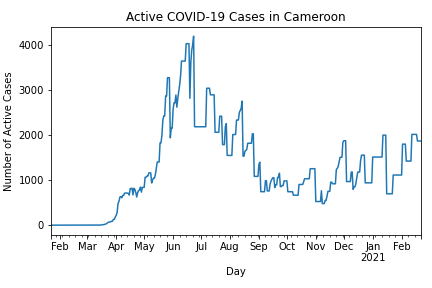 Active COVID-19 Cases in Cameroon
Number of Active Cases
4000
3000
2000
1000
0
Feb Mar Apr May Jun Jul Aug Sep Oct Nov Dec Jan Feb
2021
Day